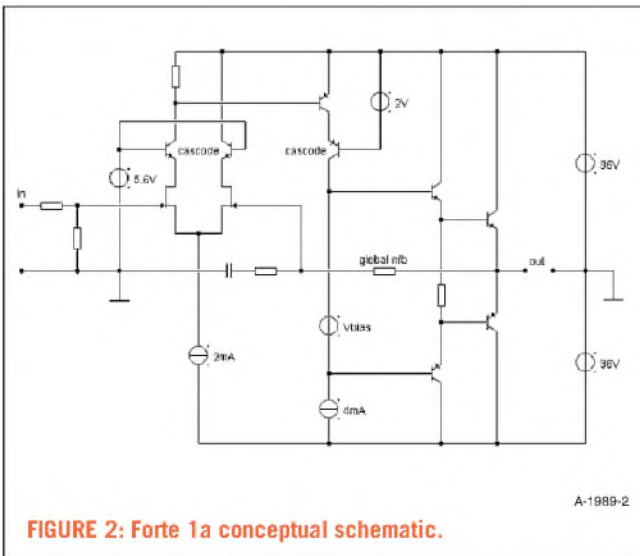 2V
cascode
cascode
5.6V
36V
in
global nfb
out
Vbias
2mA
36V
4mA
A-1989-2
FIGURE 2: Forte 1a conceptual schematic.